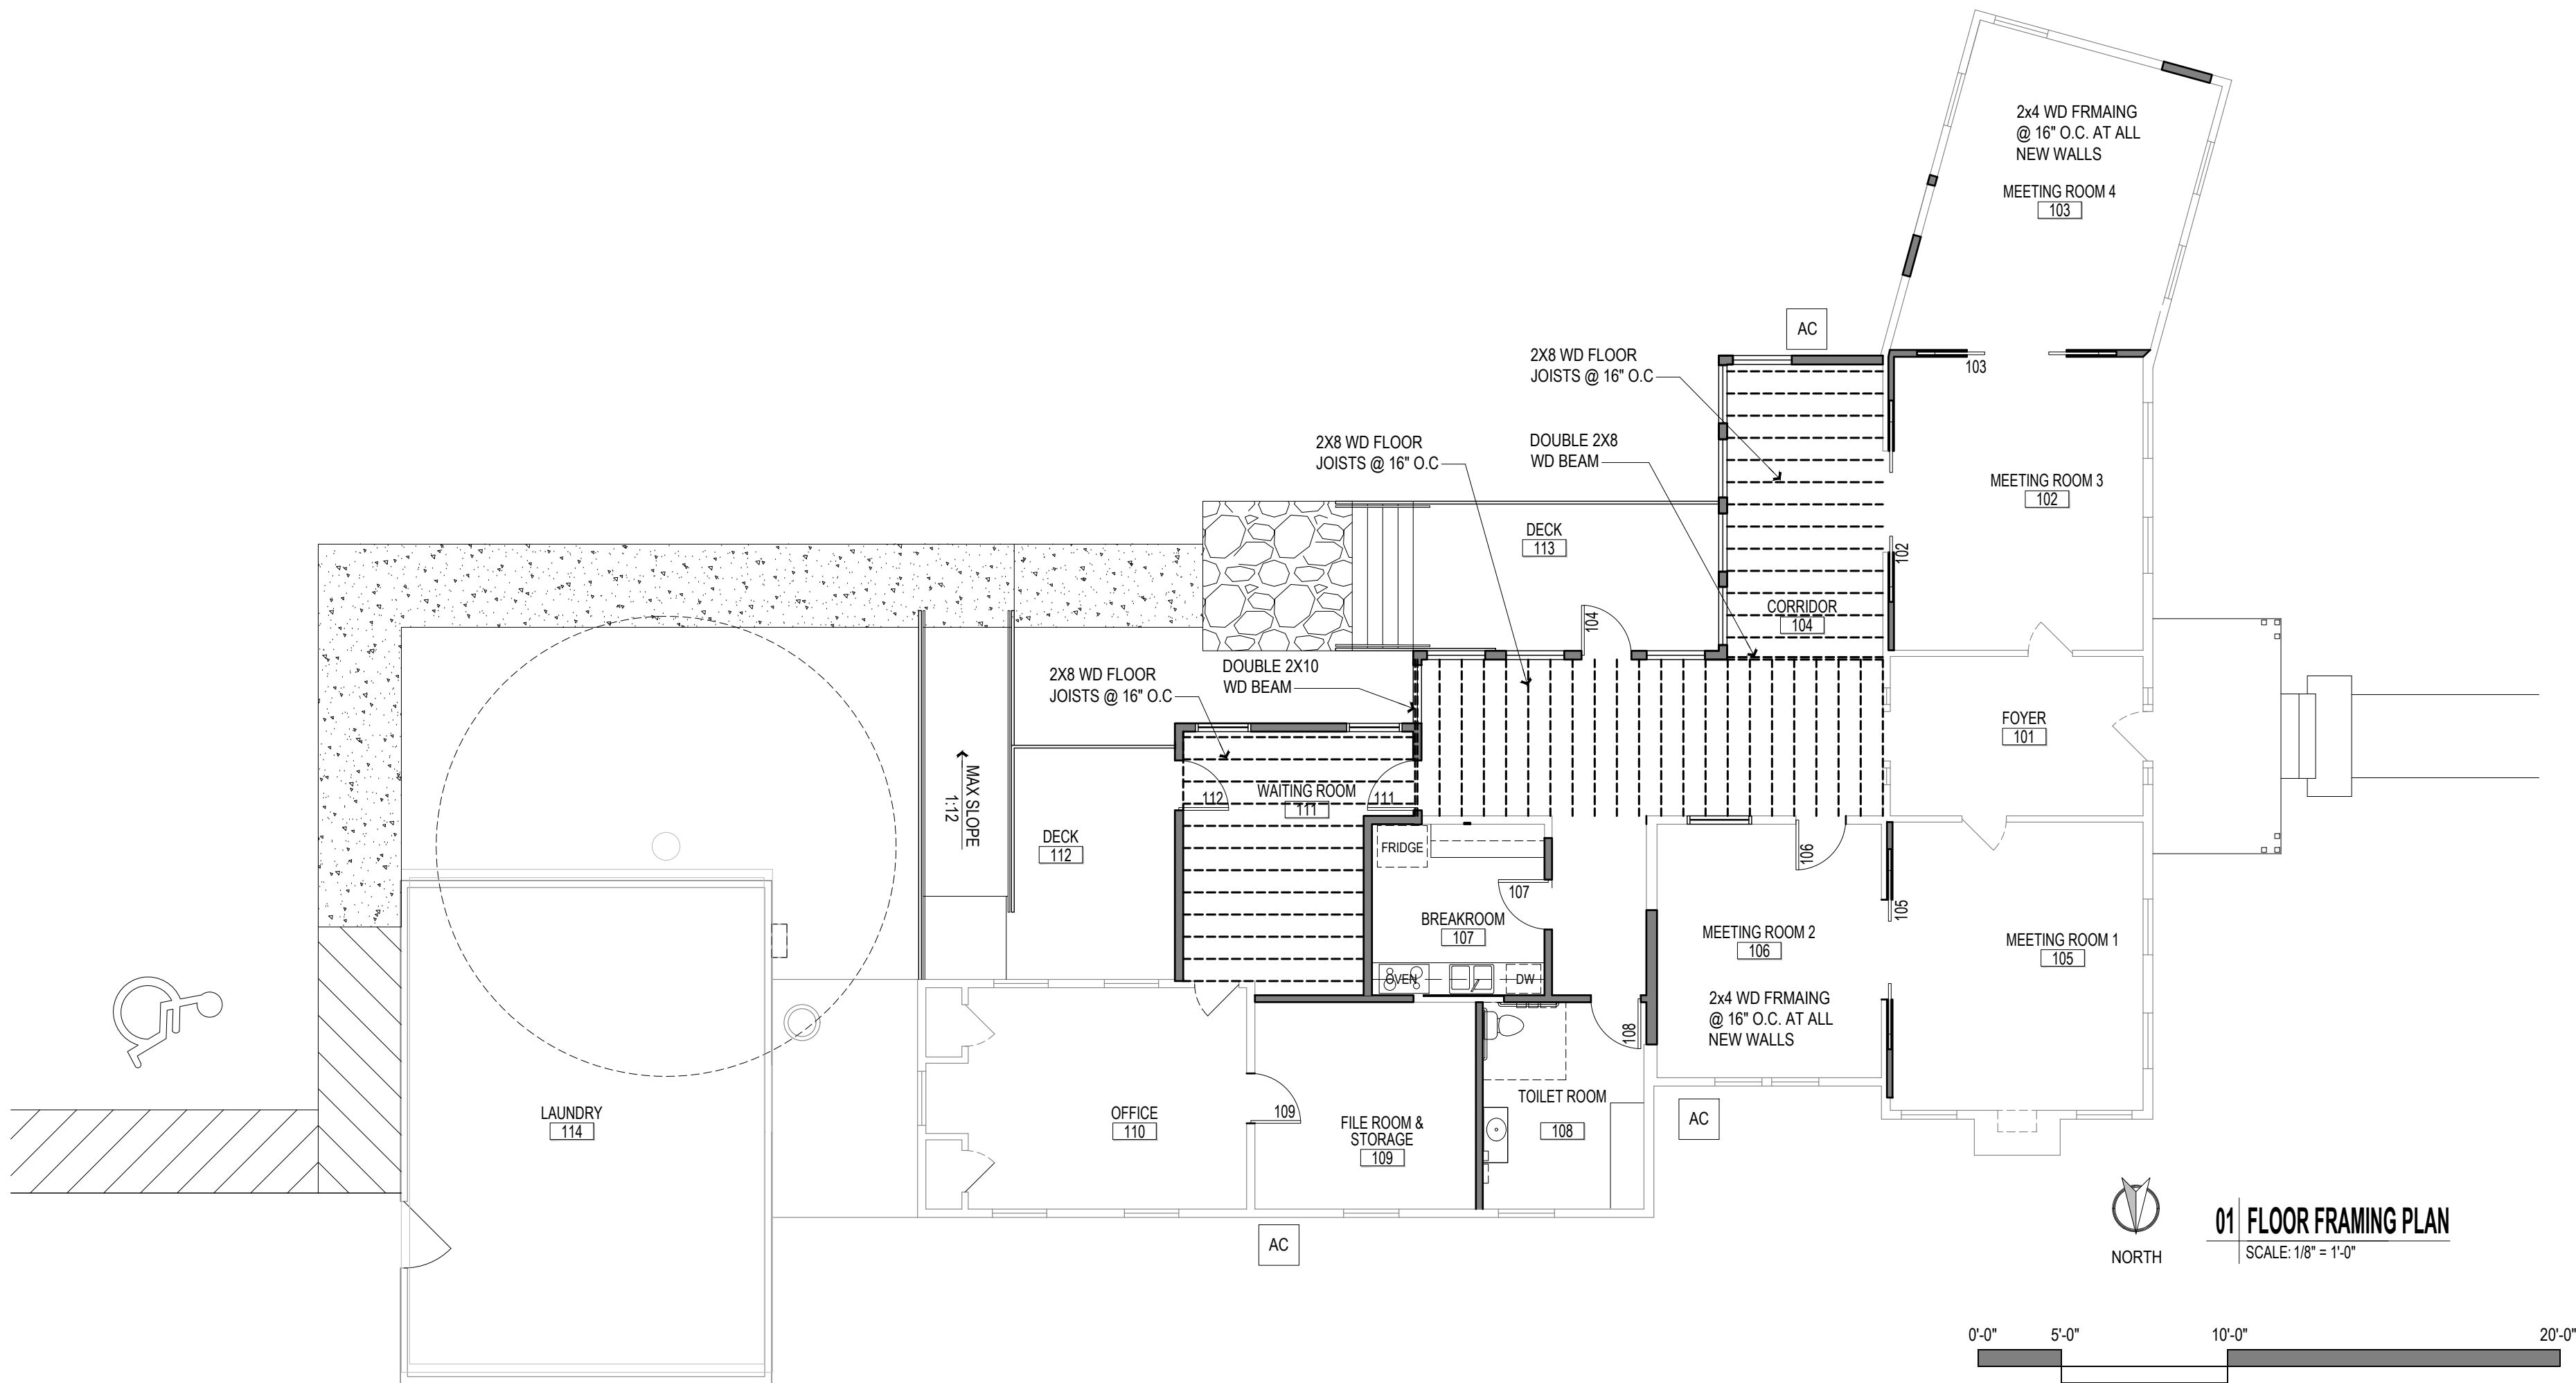 2x4 WD FRMAING
@ 16" O.C. AT ALL
NEW WALLS
MEETING ROOM 4
103
AC
2X8 WD FLOOR
JOISTS @ 16" O.C
103
2X8 WD FLOOR
JOISTS @ 16" O.C
DOUBLE 2X8
WD BEAM
MEETING ROOM 3
102
DECK
113
102
CORRIDOR
104
104
2X8 WD FLOOR
JOISTS @ 16" O.C
DOUBLE 2X10
WD BEAM
FOYER
101
MAX SLOPE
1:12
WAITING ROOM
111
112
111
DECK
112
FRIDGE
106
107
105
BREAKROOM
107
MEETING ROOM 2
106
MEETING ROOM 1
105
OVEN
DW
2x4 WD FRMAING
@ 16" O.C. AT ALL
NEW WALLS
108
TOILET ROOM
108
LAUNDRY
114
OFFICE
110
109
FILE ROOM &
STORAGE
109
AC
AC
NORTH
01 FLOOR FRAMING PLAN
SCALE: 1/8" = 1'-0"
0'-0" 5'-0" 10'-0" 20'-0"